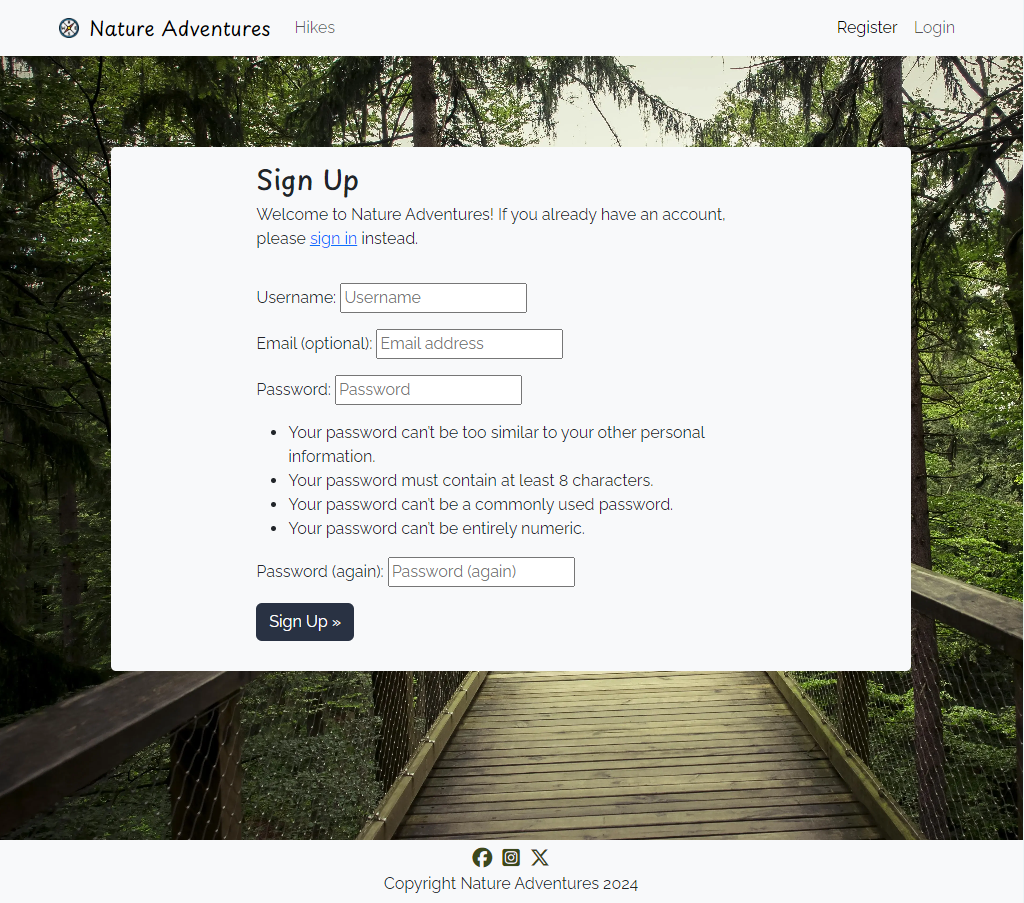 Nature Adventures Hikes Register Login
Sign Up
Welcome to Nature Adventures! If you already have an account,
please sign in instead.
Username: Username
Email (optional): Email address
Password: Password
• Your password can't be too similar to your other personal
information.
• Your password must contain at least 8 characters.
• Your password can't be a commonly used password.
• Your password can't be entirely numeric.
Password (again): Password (again)
Sign Up »
Copyright Nature Adventures 2024